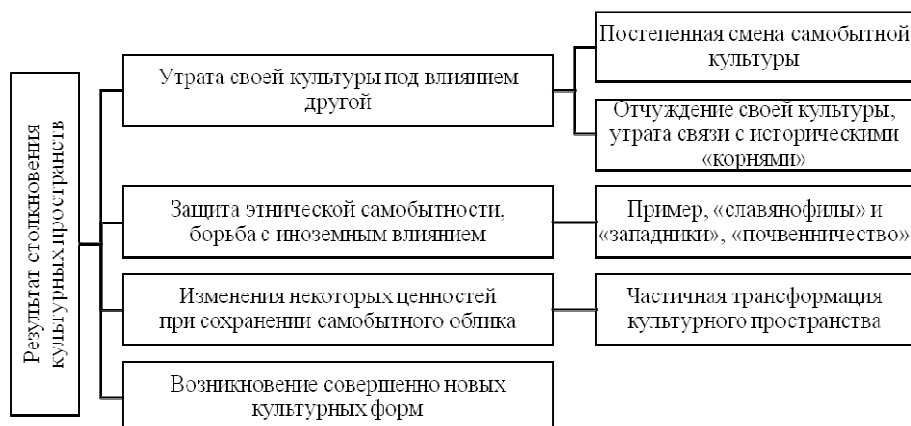 Результат столкновения
культурных пространств
Утрата своей культуры под влиянием
другой
Постепенная смена самобытной
культуры
Отчуждение своей культуры,
утрата связи с историческими
«корнями»
Защита этнической самобытности,
борьба с иноземным влиянием
Пример, «славянофилы» и
«западники», «почвенничество»
Изменения некоторых ценностей
при сохранении самобытного облика
Частичная трансформация
культурного пространства
Возникновение совершенно новых
культурных форм